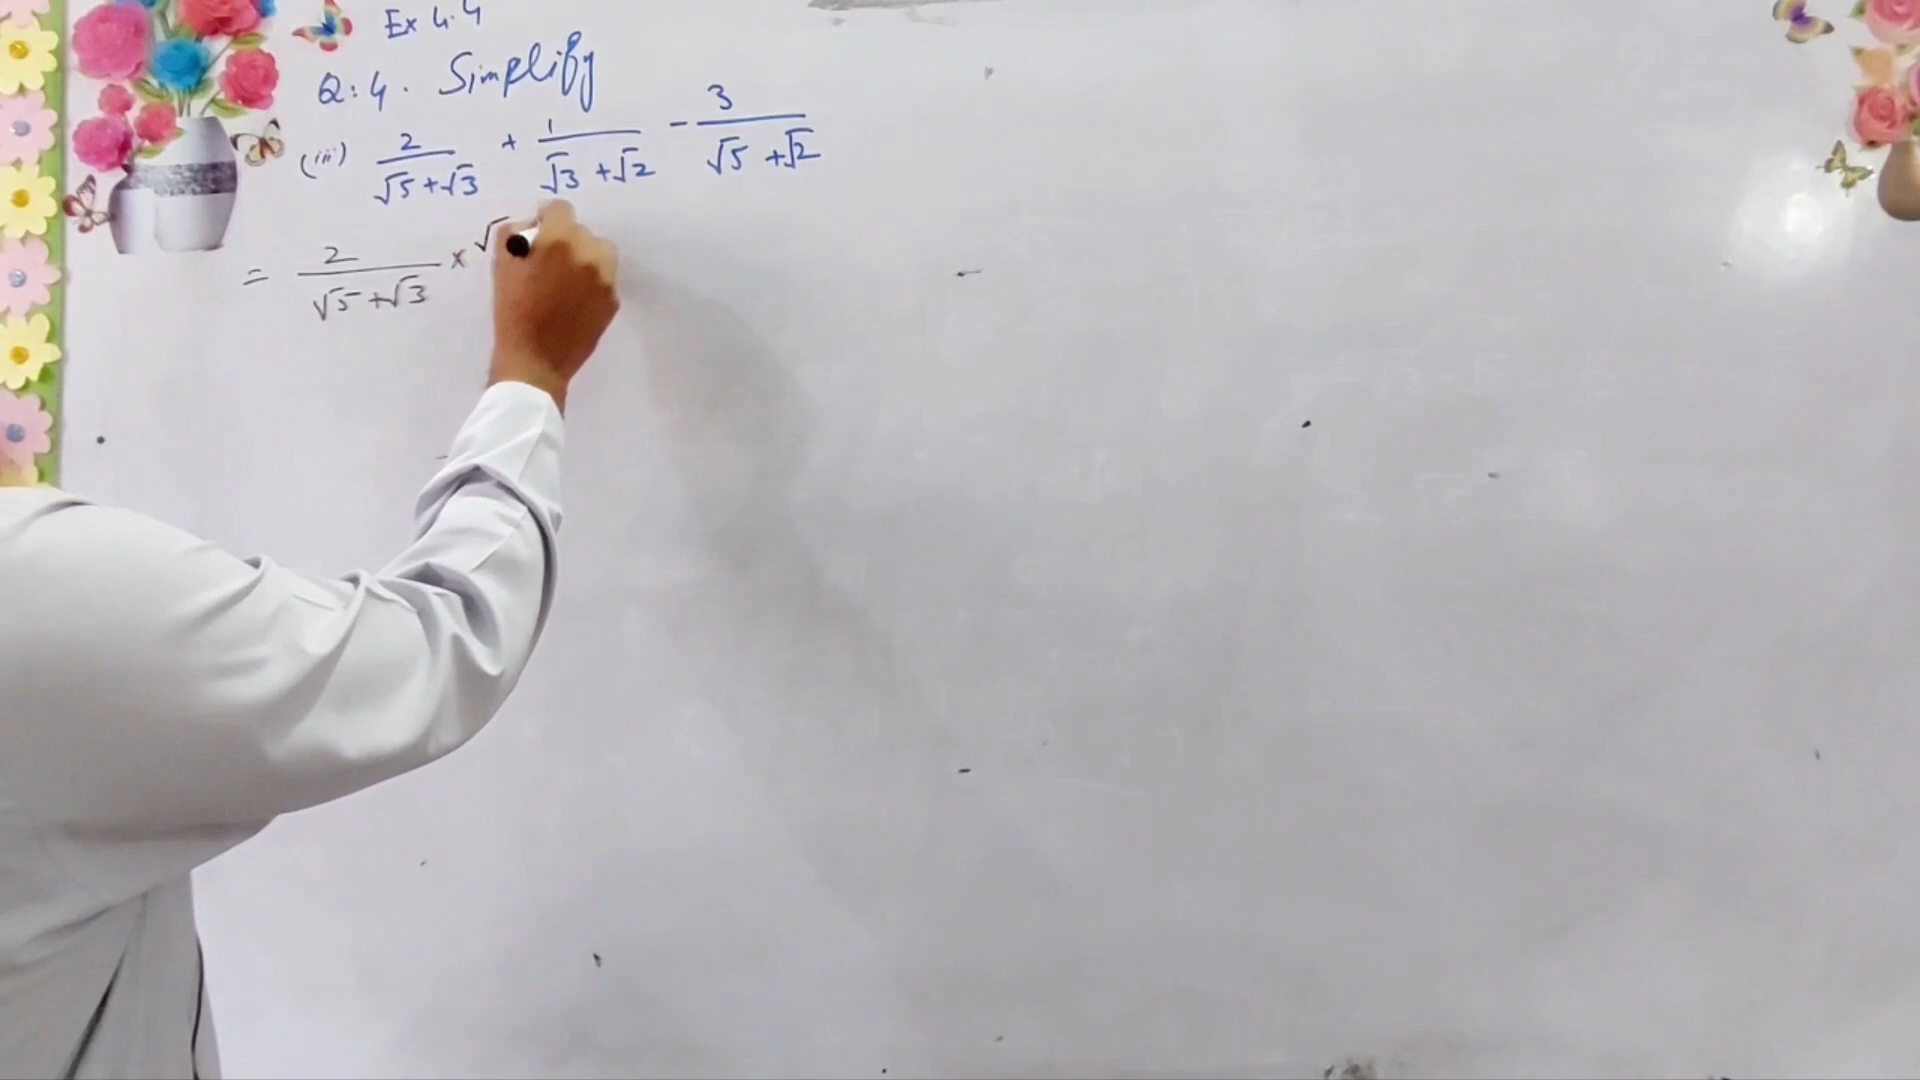 Ex 4.4
Q:4. Simplify
(iii) 2/(√5+√3) + 1/(√3+√2) - 3/(√5+√2)
= 2/(√5+√3) × √